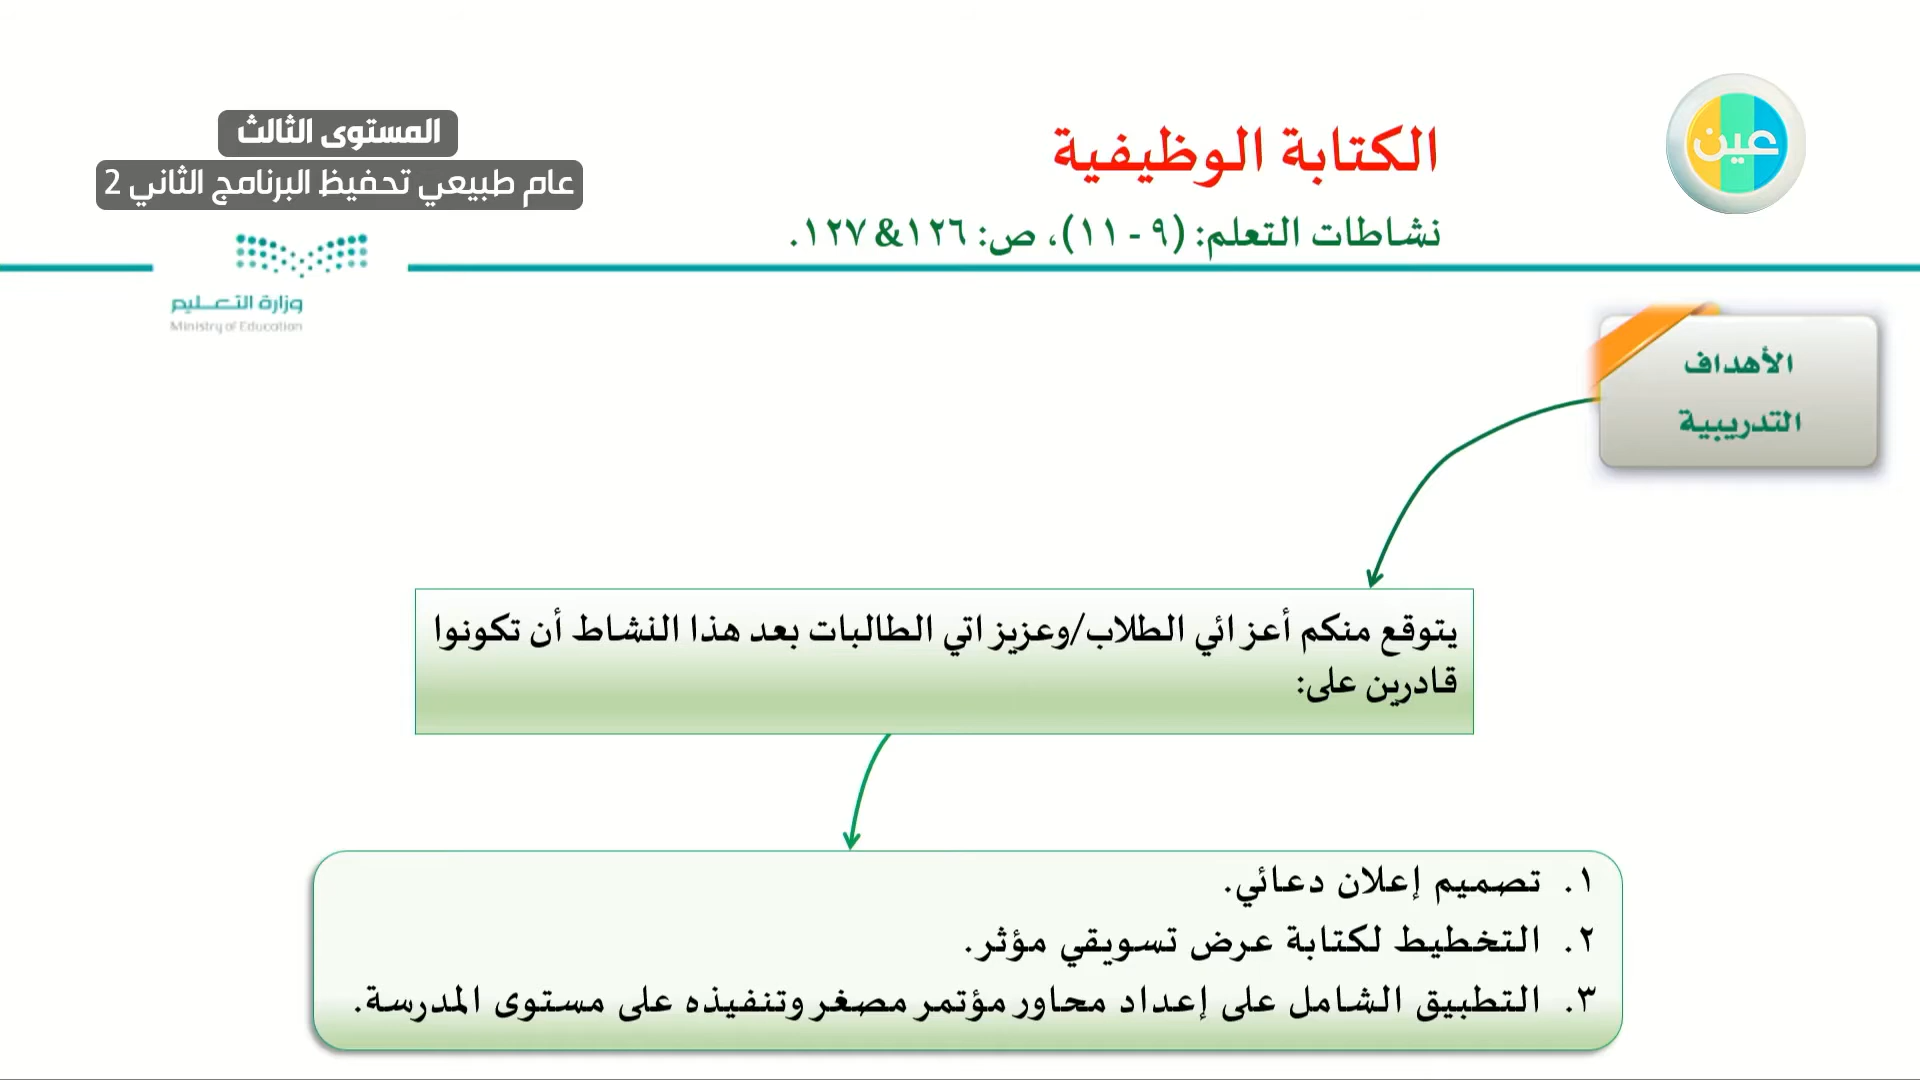 عين
الكتابة الوظيفية
نشاطات التعلم: (٩ - ١١)، ص: ١٢٦ & ١٢٧.
المستوى الثالث
عام طبيعي تحفيظ البرنامج الثاني 2
وزارة التعليم
Ministry of Education
الأهداف
التدريبية
يتوقع منكم أعزائي الطلاب/وعزيزاتي الطالبات بعد هذا النشاط أن تكونوا
قادرين على:
١. تصميم إعلان دعائي.
٢. التخطيط لكتابة عرض تسويقي مؤثر.
٣. التطبيق الشامل على إعداد محاور مؤتمر مصغر وتنفيذه على مستوى المدرسة.